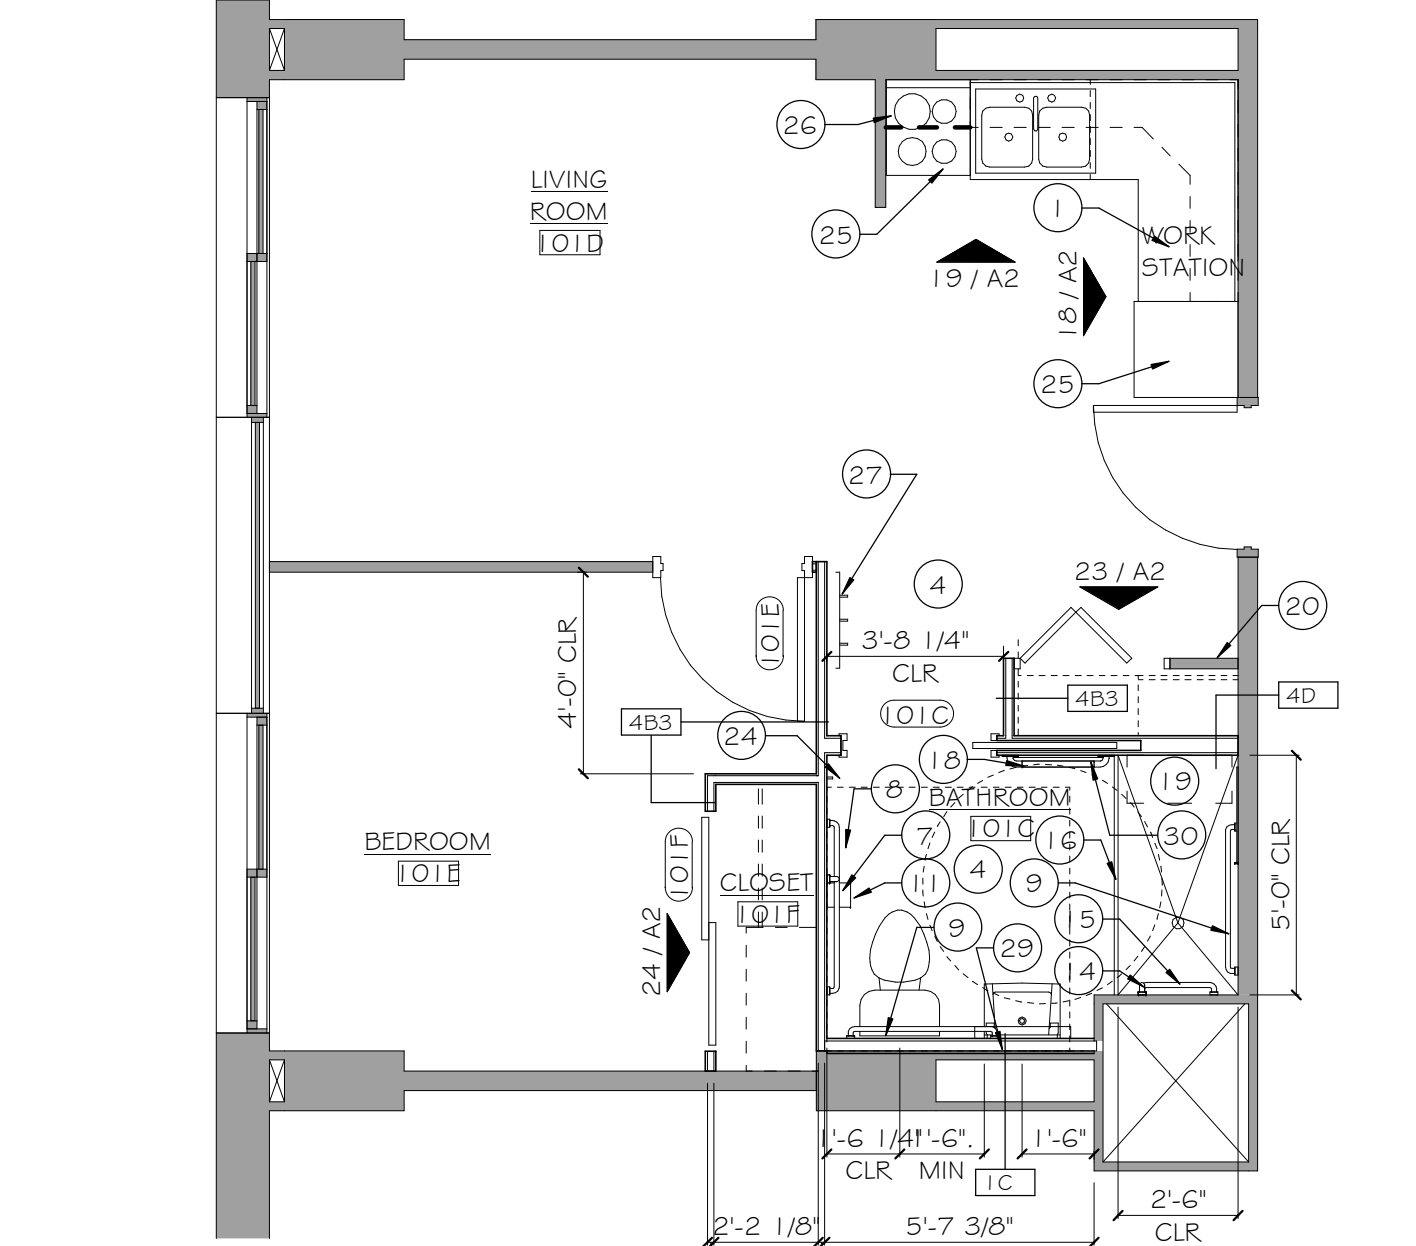 26
LIVING
ROOM
101D
25
1
WORK
STATION
19 / A2
18 / A2
25
27
4
23 / A2
20
101E
3'-8 1/4"
CLR
4'-0" CLR
4B3
4D
101C
4B3
24
18
19
8
BATHROOM
101C
7
16
30
BEDROOM
101E
101F
4
CLOSET
11
9
5'-0" CLR
101F
15
9
29
24 / A2
14
1'-6 1/4"
CLR
1'-6".
MIN
1'-6"
1C
2'-6"
CLR
2'-2 1/8"
5'-7 3/8"